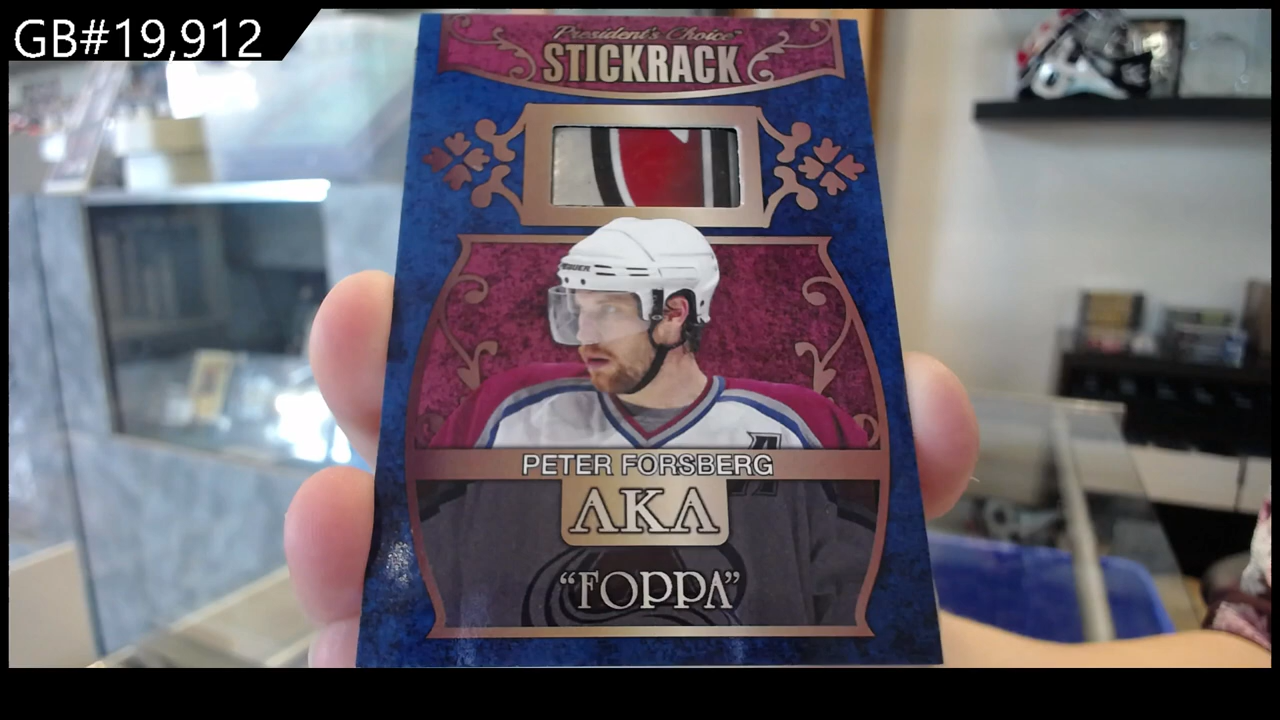 GB#19,912
President's Choice
STICKRACK
PETER FORSBERG
AKA
"FOPPA"